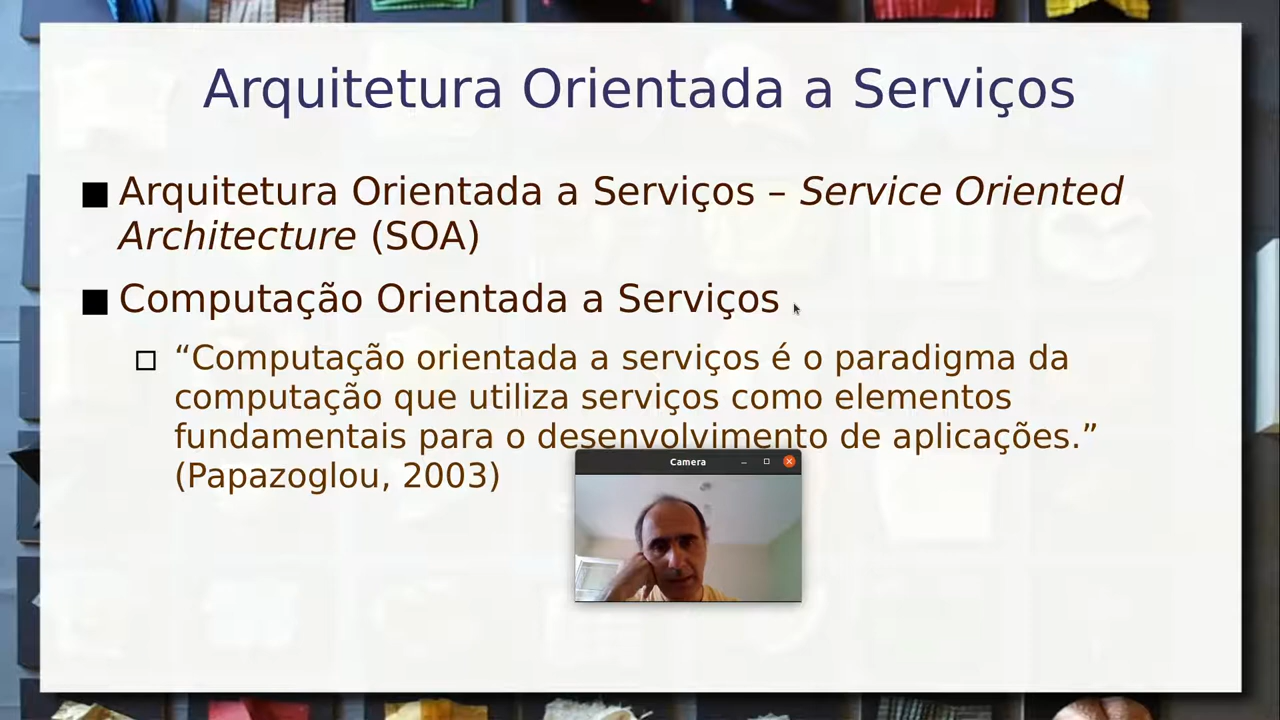 Arquitetura Orientada a Serviços
Arquitetura Orientada a Serviços – Service Oriented
Architecture (SOA)
Computação Orientada a Serviços
“Computação orientada a serviços é o paradigma da
computação que utiliza serviços como elementos
fundamentais para o desenvolvimento de aplicações.”
(Papazoglou, 2003)
Camera